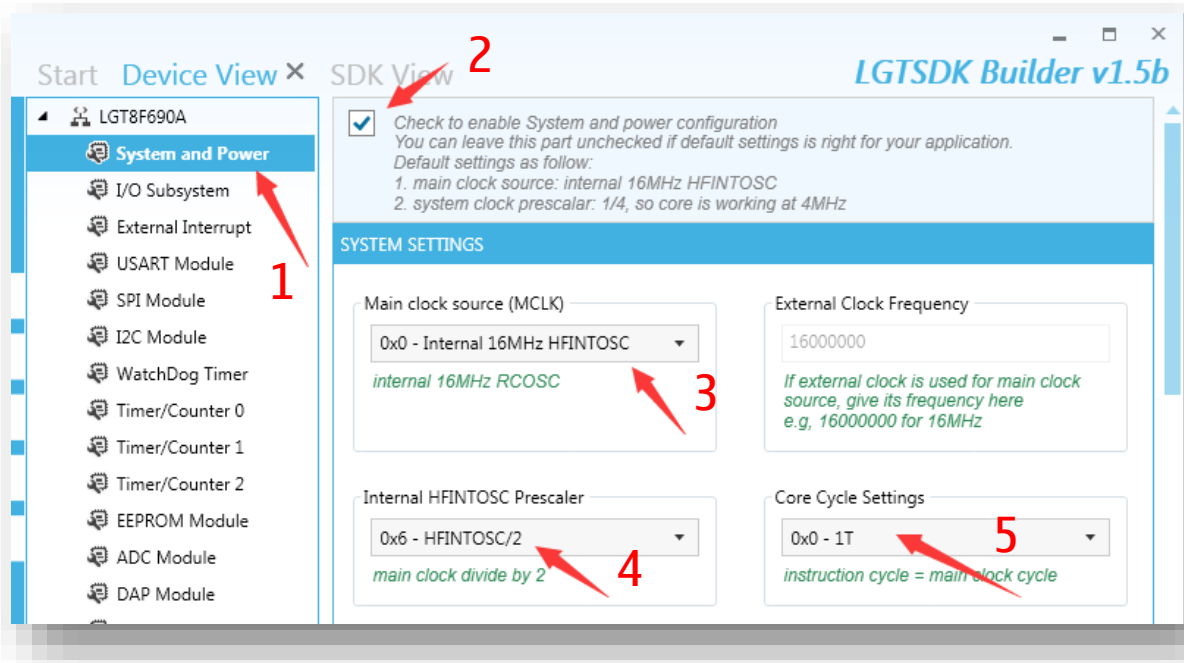 Start Device View × SDK View
2
LGTSDK Builder v1.5b
LGT8F690A
System and Power
I/O Subsystem
External Interrupt
USART Module
SPI Module
I2C Module
WatchDog Timer
Timer/Counter 0
Timer/Counter 1
Timer/Counter 2
EEPROM Module
ADC Module
DAP Module
1
Check to enable System and power configuration
You can leave this part unchecked if default settings is right for your application.
Default settings as follow:
1. main clock source: internal 16MHz HFINTOSC
2. system clock prescalar: 1/4, so core is working at 4MHz
SYSTEM SETTINGS
Main clock source (MCLK)
0x0 - Internal 16MHz HFINTOSC
internal 16MHz RCOSC
3
External Clock Frequency
16000000
If external clock is used for main clock
source, give its frequency here
e.g, 16000000 for 16MHz
Internal HFINTOSC Prescaler
0x6 - HFINTOSC/2
main clock divide by 2
4
Core Cycle Settings
0x0 - 1T
5
instruction cycle = main clock cycle